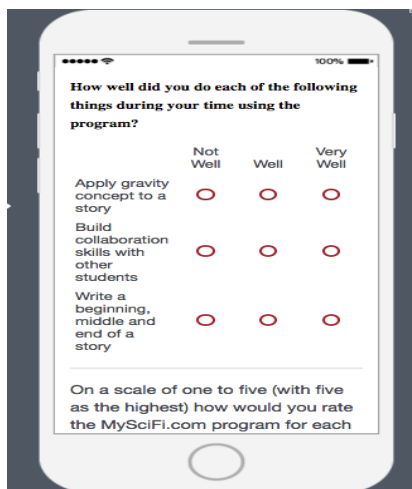 100%
How well did you do each of the following
things during your time using the
program?
Not
Well
Well
Very
Well
Apply gravity
concept to a
story
Build
collaboration
skills with
other
students
Write a
beginning,
middle and
end of a
story
On a scale of one to five (with five
as the highest) how would you rate
the MySciFi.com program for each